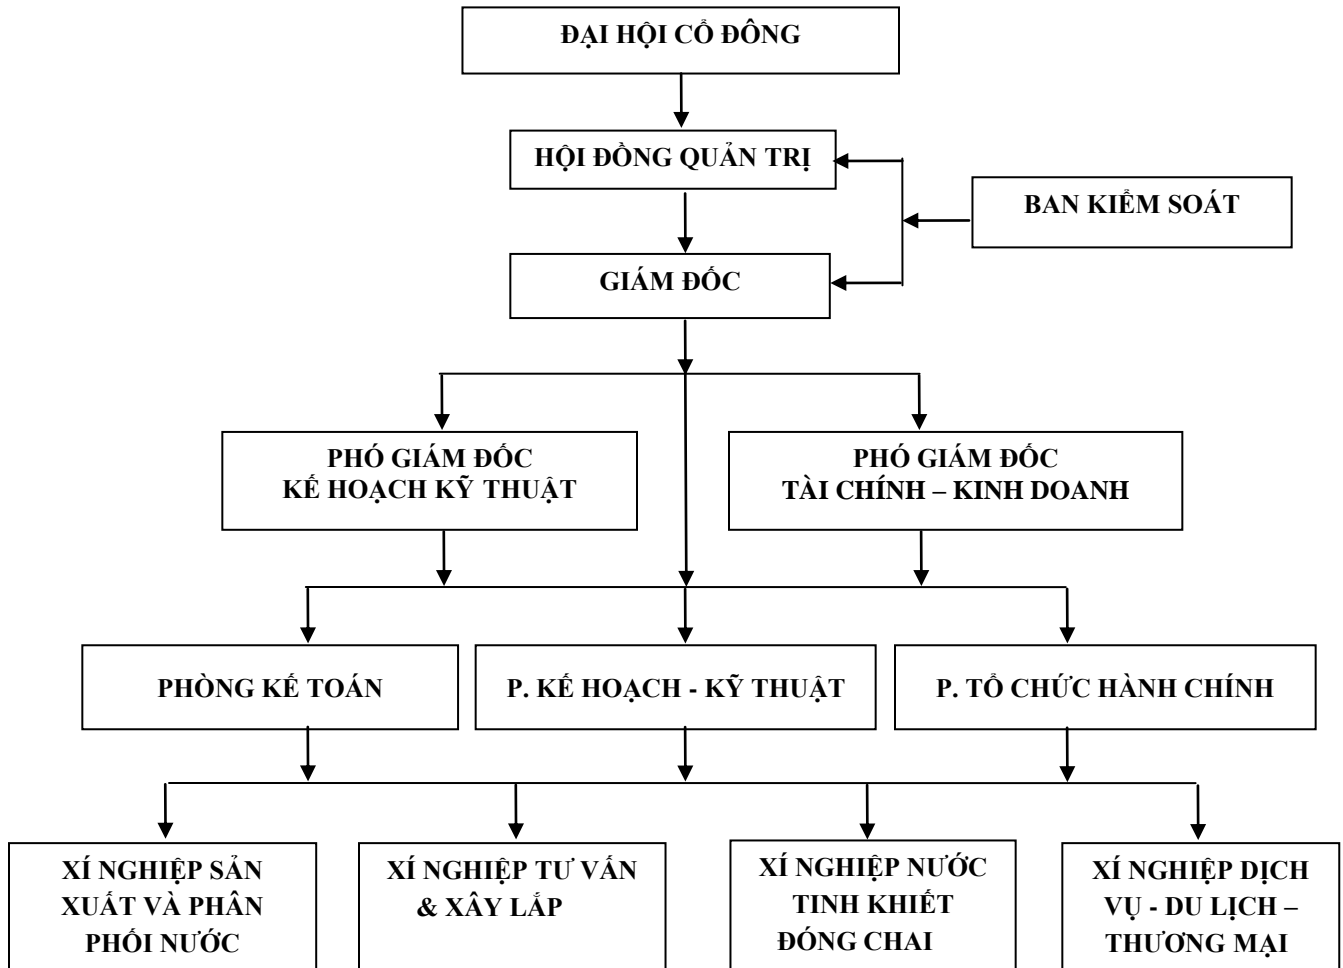 ĐẠI HỘI CỔ ĐÔNG
HỘI ĐỒNG QUẢN TRỊ
BAN KIỂM SOÁT
GIÁM ĐỐC
PHÓ GIÁM ĐỐC
KẾ HOẠCH KỸ THUẬT
PHÓ GIÁM ĐỐC
TÀI CHÍNH – KINH DOANH
PHÒNG KẾ TOÁN
P. KẾ HOẠCH - KỸ THUẬT
P. TỔ CHỨC HÀNH CHÍNH
XÍ NGHIỆP SẢN
XUẤT VÀ PHÂN
PHỐI NƯỚC
XÍ NGHIỆP TƯ VẤN
& XÂY LẮP
XÍ NGHIỆP NƯỚC
TINH KHIẾT
ĐÓNG CHAI
XÍ NGHIỆP DỊCH
VỤ - DU LỊCH –
THƯƠNG MẠI